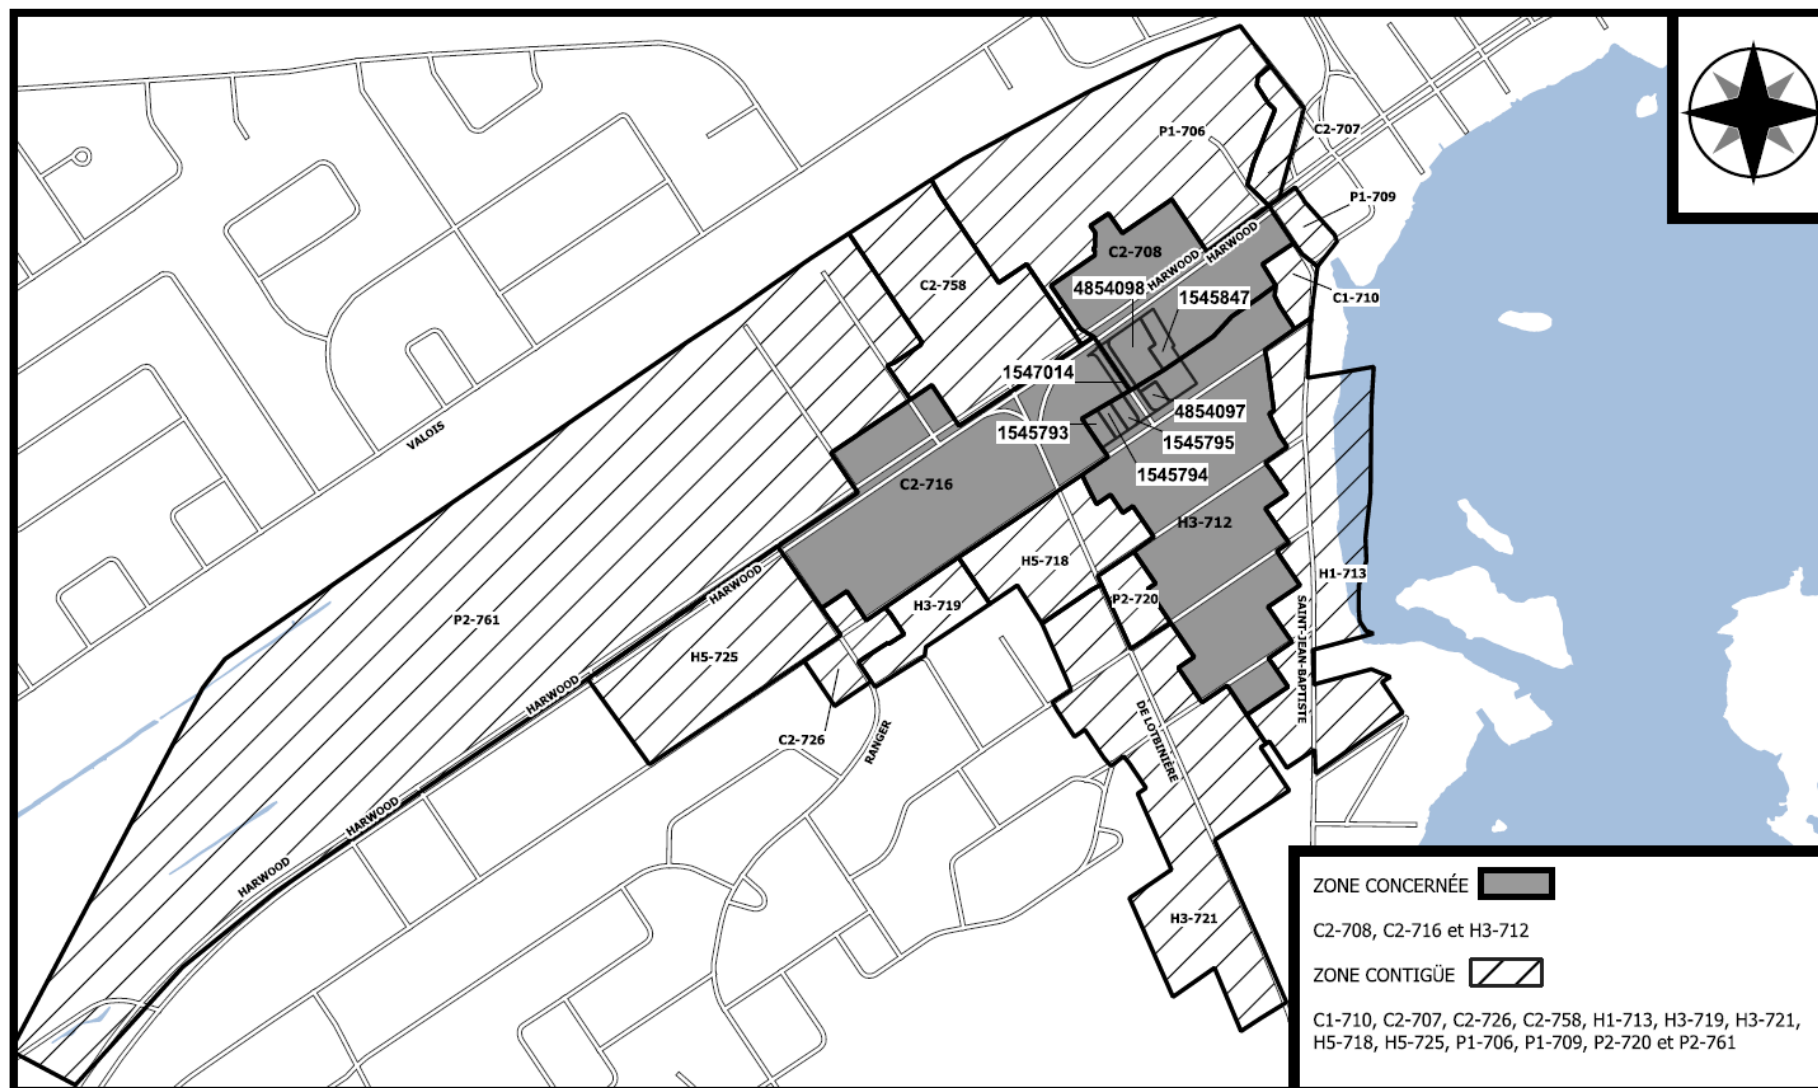 C2-707
P1-706
P1-709
HARWOOD
C2-708
HARWOOD
C2-758
4854098
1545847
C1-710
1547014
4854097
1545793
1545795
VALOIS
1545794
C2-716
H3-712
H5-718
H1-713
HARWOOD
P2-720
H3-719
P2-761
SAINT-JEAN-BAPTISTE
H5-725
HARWOOD
DE LOTBINIÈRE
C2-726
RANGER
HARWOOD
HARWOOD
H3-721
ZONE CONCERNÉE
C2-708, C2-716 et H3-712
ZONE CONTIGÜE
C1-710, C2-707, C2-726, C2-758, H1-713, H3-719, H3-721,
H5-718, H5-725, P1-706, P1-709, P2-720 et P2-761